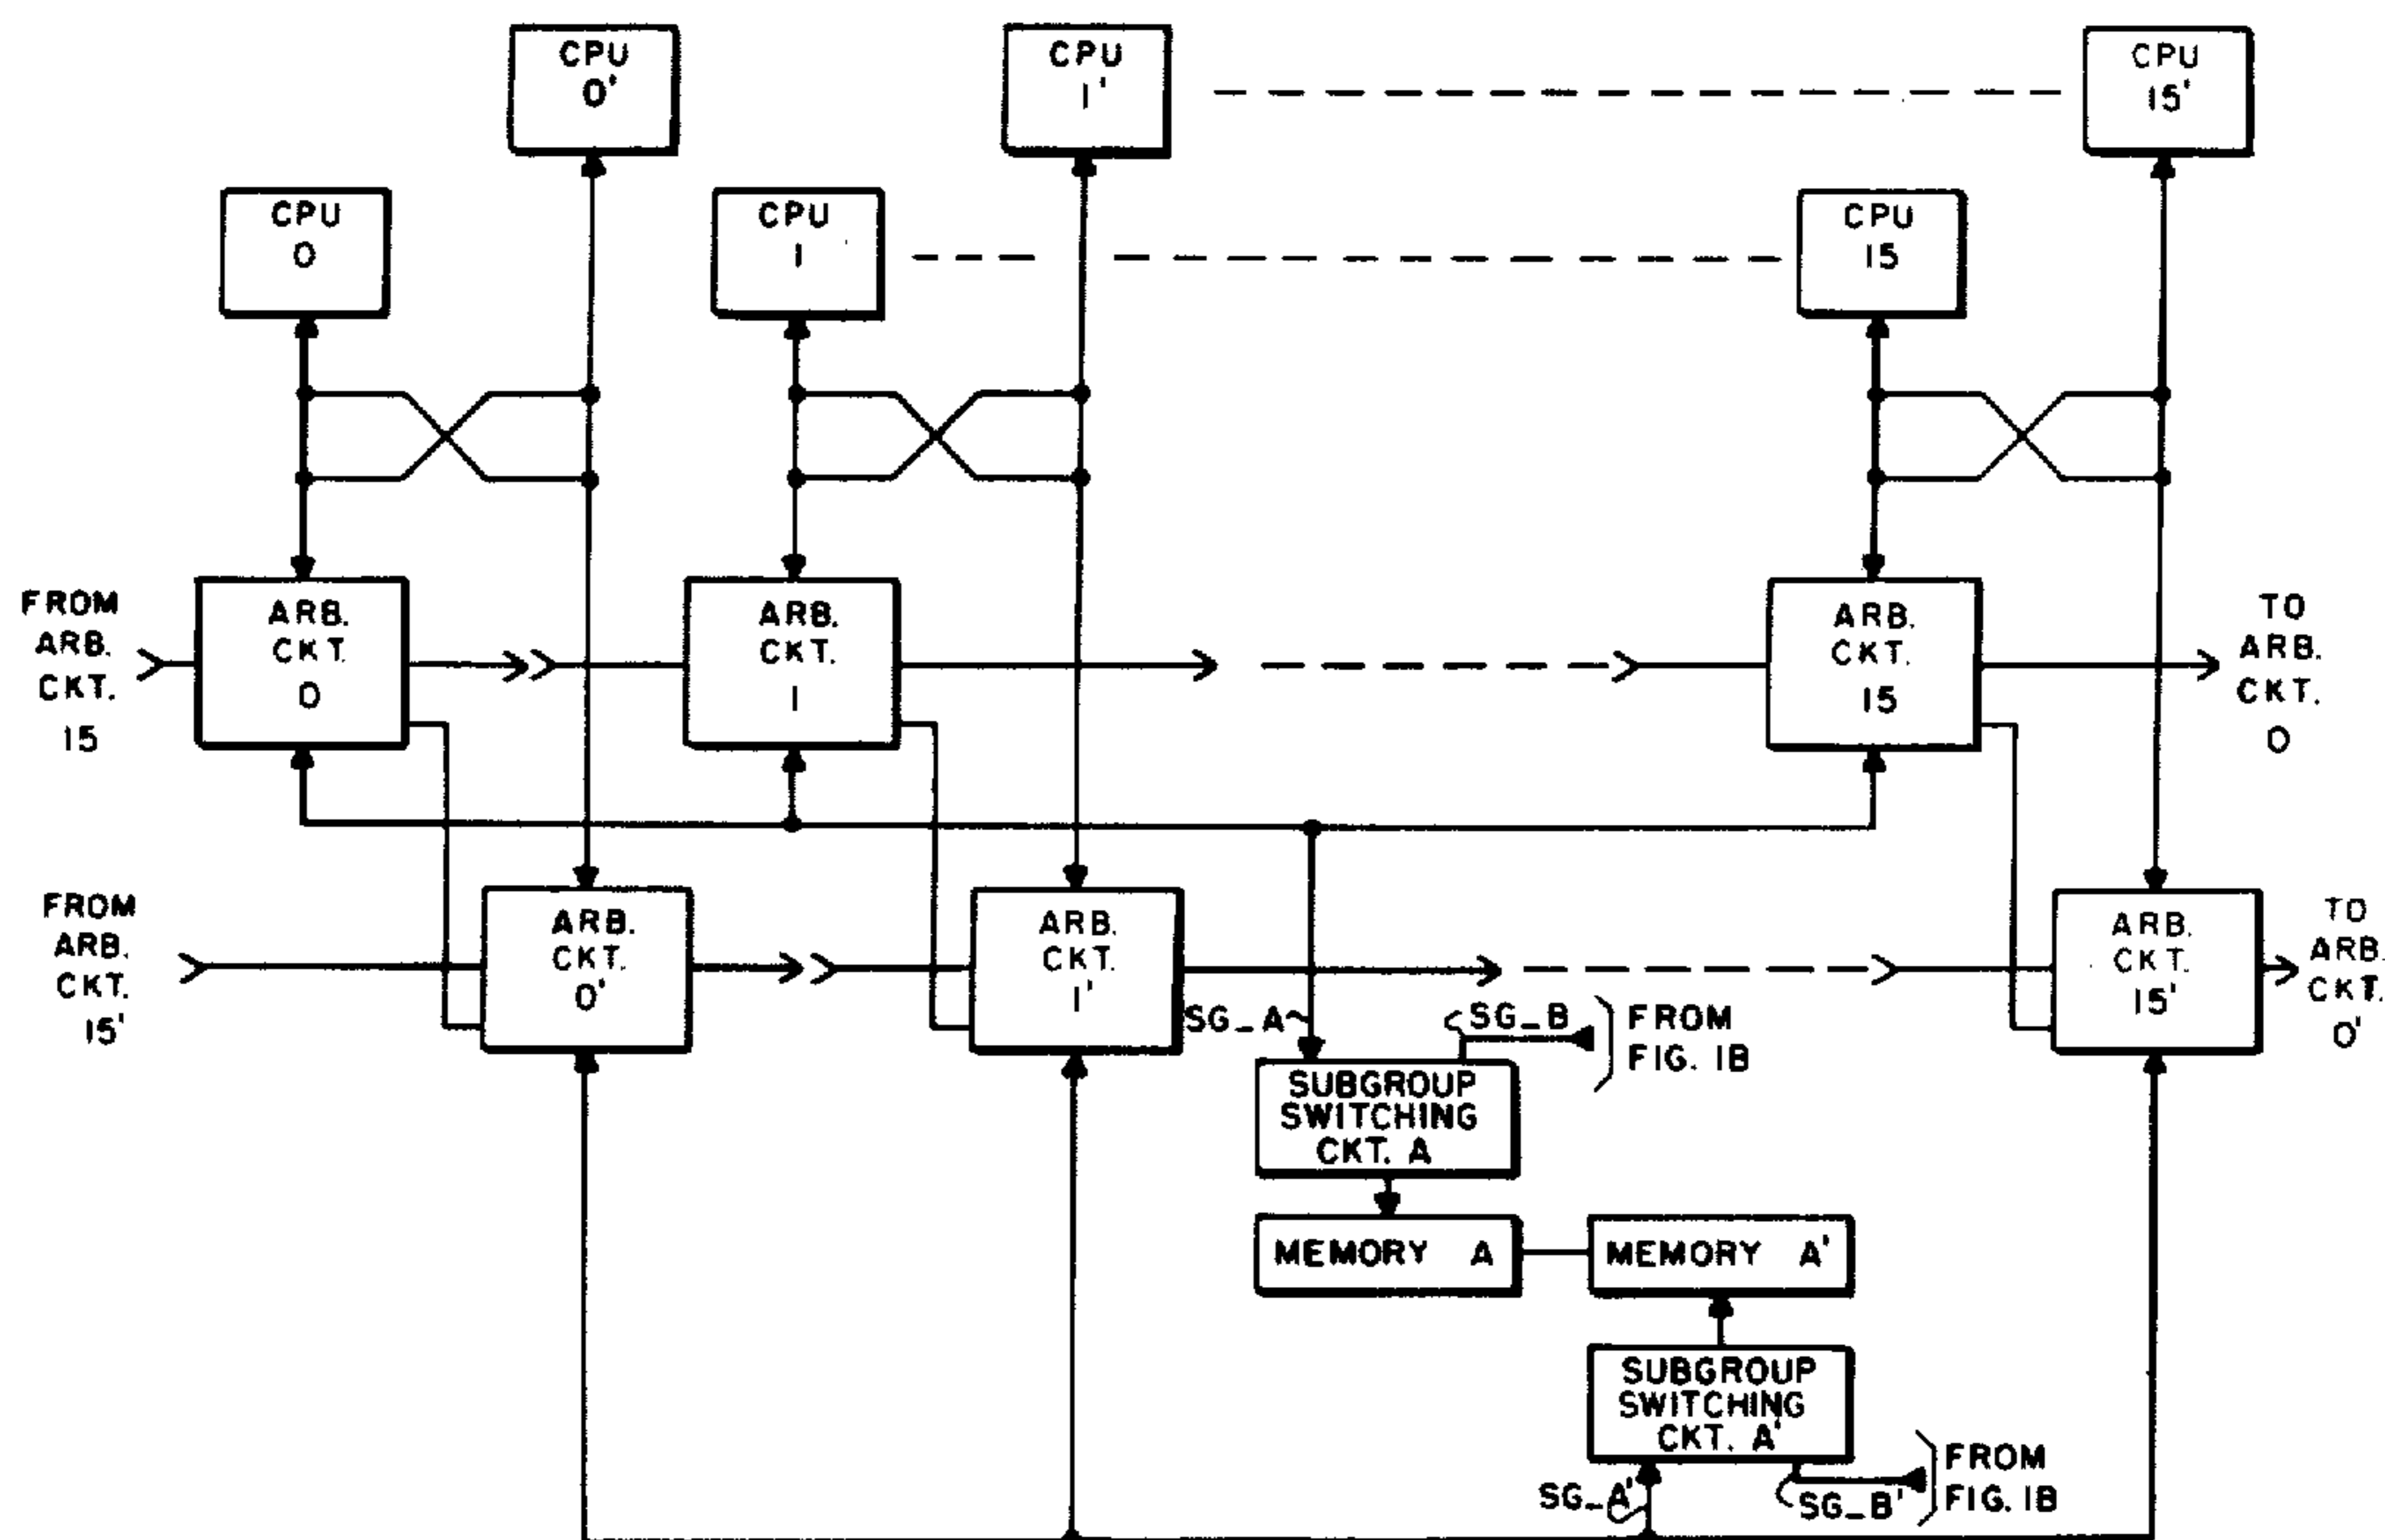 CPU
0'
CPU
1'
CPU
15'
CPU
0
CPU
1
CPU
15
FROM
ARB.
CKT.
15
ARB.
CKT.
0
ARB.
CKT.
1
ARB.
CKT.
15
TO
ARB.
CKT.
0
FROM
ARB.
CKT.
15'
ARB.
CKT.
0'
ARB.
CKT.
1'
ARB.
CKT.
15'
TO
ARB.
CKT.
0'
SG_A
SG_B
FROM
FIG. 1B
SUBGROUP
SWITCHING
CKT. A
MEMORY A
MEMORY A'
SUBGROUP
SWITCHING
CKT. A'
SG_A'
SG_B'
FROM
FIG. 1B